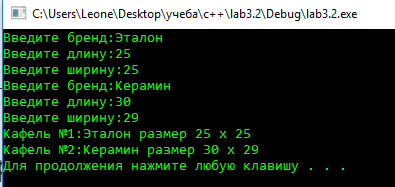 C:\Users\Leone\Desktop\учеба\c++\lab3.2\Debug\lab3.2.exe
Введите бренд:Эталон
Введите длину:25
Введите ширину:25
Введите бренд:Керамин
Введите длину:30
Введите ширину:29
Кафель №1:Эталон размер 25 x 25
Кафель №2:Керамин размер 30 x 29
Для продолжения нажмите любую клавишу . . .